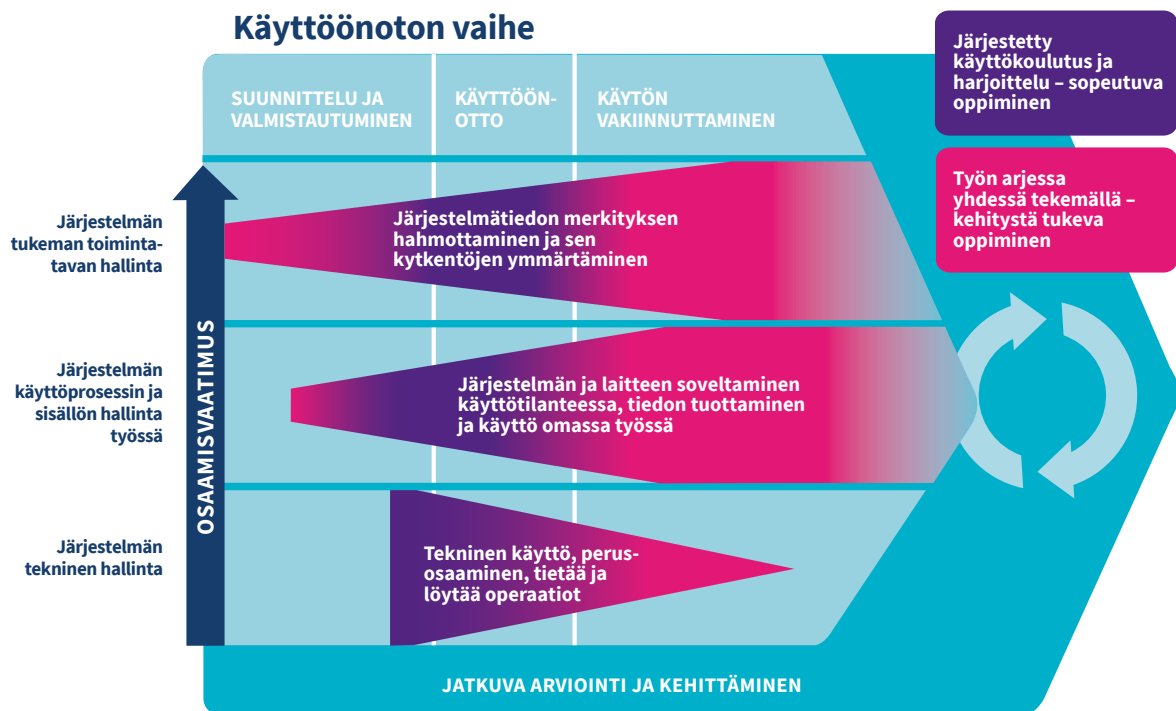 Käyttöönoton vaihe
SUUNNITTELU JA
VALMISTAUTUMINEN
KÄYTTÖÖN-
OTTO
KÄYTÖN
VAKIINNUTTAMINEN
Järjestetty
käyttökoulutus ja
harjoittelu – sopeutuva
oppiminen
Työn arjessa
yhdessä tekemällä –
kehitystä tukeva
oppiminen
OSAAMISVAATIMUS
Järjestelmän
tukeman toiminta-
tavan hallinta
Järjestelmätiedon merkityksen
hahmottaminen ja sen
kytkentöjen ymmärtäminen
Järjestelmän
käyttöprosessin ja
sisällön hallinta
työssä
Järjestelmän ja laitteen soveltaminen
käyttötilanteessa, tiedon tuottaminen
ja käyttö omassa työssä
Järjestelmän
tekninen hallinta
Tekninen käyttö, perus-
osaaminen, tietää ja
löytää operaatiot
JATKUVA ARVIOINTI JA KEHITTÄMINEN